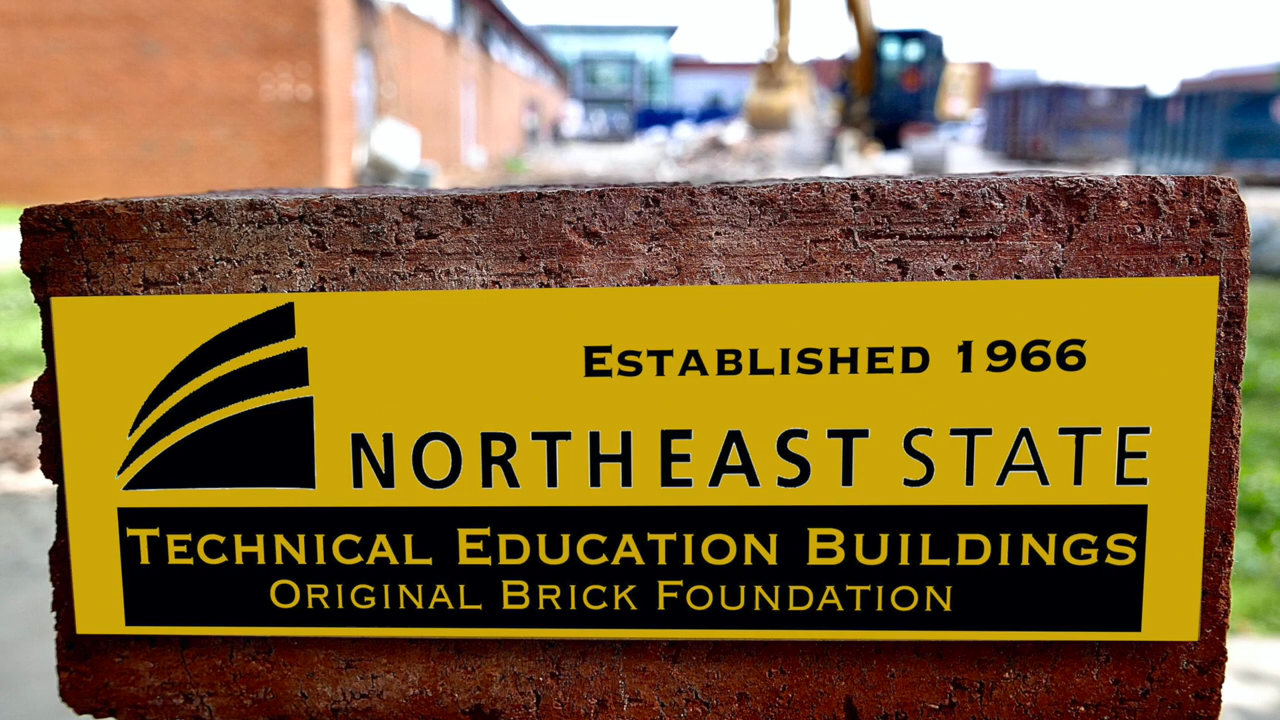 Established 1966
NORTHEAST STATE
Technical Education Buildings
Original Brick Foundation